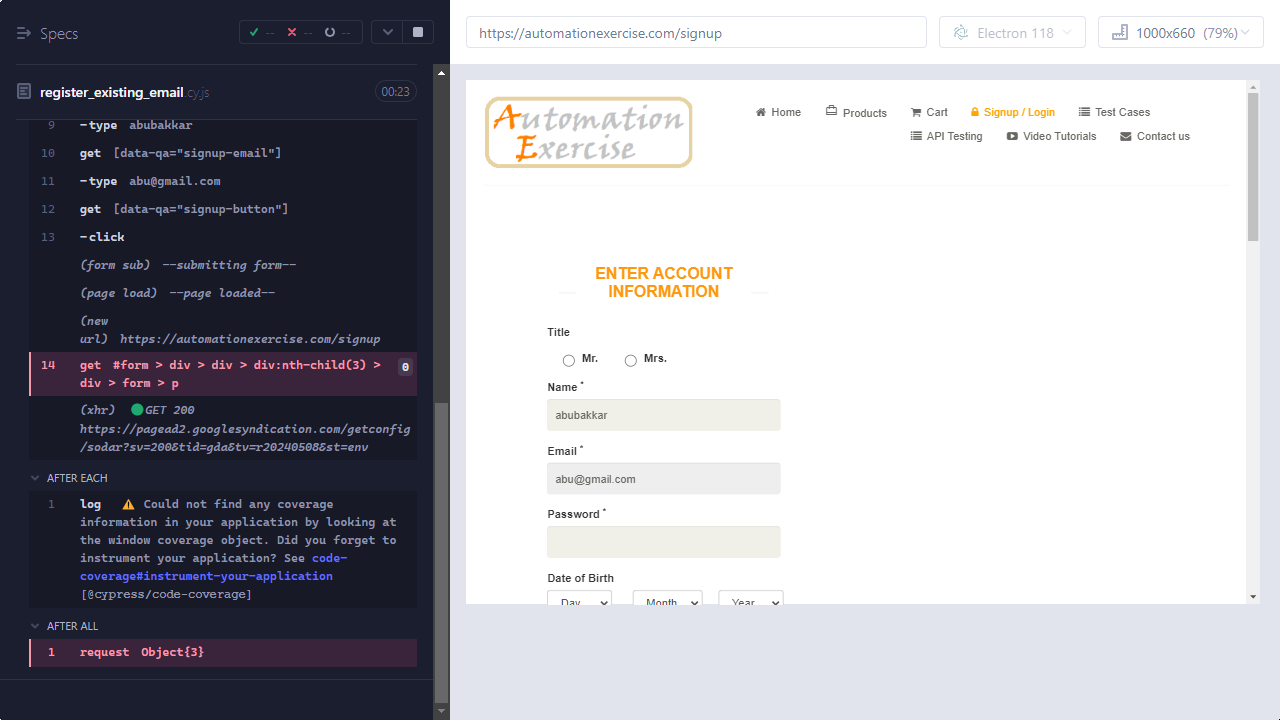 Specs
--
--
--
register_existing_email.cy.js
00:23
9 -type abubakkar
10 get [data-qa="signup-email"]
11 -type abu@gmail.com
12 get [data-qa="signup-button"]
13 -click
(form sub) --submitting form--
(page load) --page loaded--
(new
url) https://automationexercise.com/signup
14 get #form > div > div > div:nth-child(3) >
div > form > p
0
(xhr) GET 200
https://pagead2.googlesyndication.com/getconfig
/sodar?sv=200&tid=gda&tv=r20240508&st=env
AFTER EACH
1 log ⚠ Could not find any coverage
information in your application by looking at
the window coverage object. Did you forget to
instrument your application? See code-
coverage#instrument-your-application
[@cypress/code-coverage]
AFTER ALL
1 request Object{3}
https://automationexercise.com/signup
Electron 118
1000x660 (79%)
Automation
Exercise
Home
Products
Cart
Signup / Login
Test Cases
API Testing
Video Tutorials
Contact us
ENTER ACCOUNT
INFORMATION
Title
Mr.
Mrs.
Name *
abubakkar
Email *
abu@gmail.com
Password *
Date of Birth
Day
Month
Year